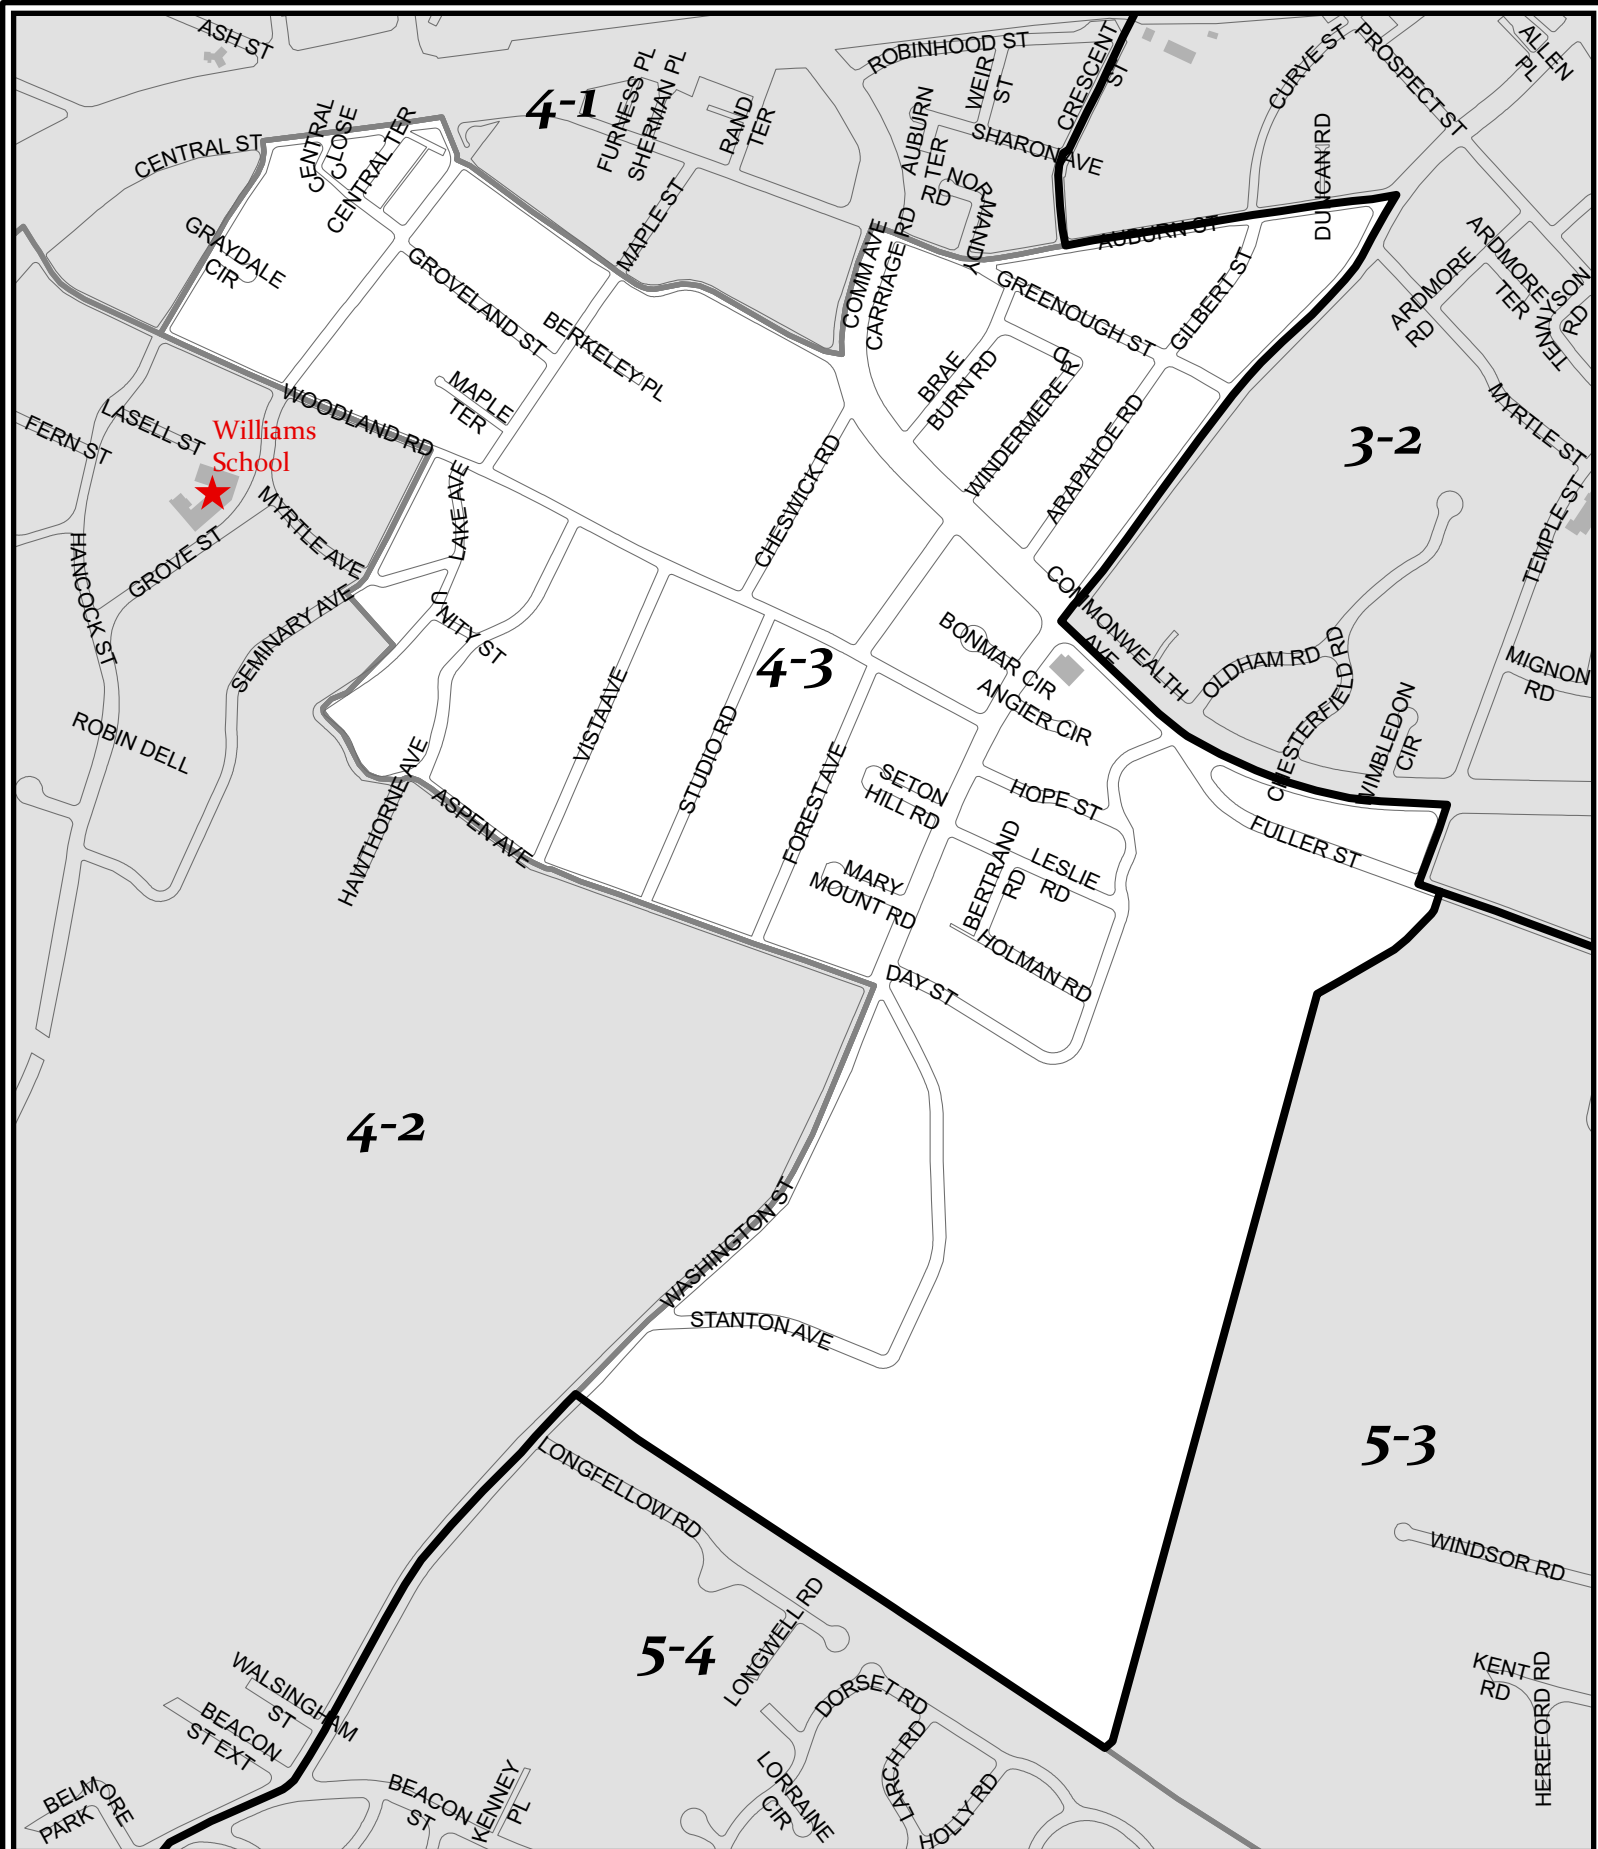 ASH ST
ROBINHOOD ST
CRESCENT
ST
CURVE ST
PROSPECT ST
ALLEN
PL
4-1
FURNESS PL
SHERMAN PL
RAND
TER
WEIR
ST
AUBURN
TER
SHARON AVE
CENTRAL ST
CENTRAL
CLOSE
CENTRAL TER
DUNCAN RD
NORMANDY
RD
MAPLE ST
COMM AVE
CARRIAGE RD
AUBURN ST
GRAYDALE
CIR
GROVELAND ST
BERKELEY PL
GREENOUGH ST
GILBERT ST
ARDMORE
RD
ARDMORE
TER
TENNYSON
RD
MAPLE
TER
BRAE
BURN RD
WINDERMERE RD
ARAPAHOE RD
WOODLAND RD
LASELL ST
FERN ST
Williams
School
3-2
MYRTLE ST
TEMPLE ST
CHESWICK RD
LAKE AVE
MYRTLE AVE
GROVE ST
HANCOCK ST
SEMINARY AVE
UNITY ST
COMMONWEALTH
AVE
BONMAR CIR
ANGIER CIR
OLDHAM RD
CHESTERFIELD RD
WIMBLEDON
CIR
MIGNON
RD
4-3
ROBIN DELL
VISTA AVE
STUDIO RD
FOREST AVE
HAWTHORNE AVE
ASPEN AVE
SETON
HILL RD
HOPE ST
FULLER ST
MARY
MOUNT RD
BERTRAND
RD
LESLIE
RD
HOLMAN RD
DAY ST
4-2
WASHINGTON ST
STANTON AVE
5-3
LONGFELLOW RD
WINDSOR RD
LONGWELL RD
5-4
WALSINGHAM
ST
BEACON
ST EXT
DORSET RD
LARCH RD
KENT
RD
HEREFORD RD
BELMORE
PARK
BEACON
ST
KENNEY
PL
LORRAINE
CIR
HOLLY RD